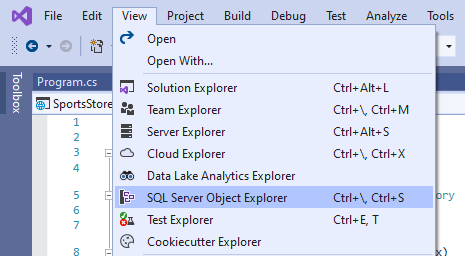 File Edit View Project Build Debug Test Analyze Tools
Open
Open With...
Toolbox
Program.cs
Solution Explorer Ctrl+Alt+L
SportsStore
Team Explorer Ctrl+\, Ctrl+M
1
2
Server Explorer Ctrl+Alt+S
3
Cloud Explorer Ctrl+\, Ctrl+X
4
Data Lake Analytics Explorer
5
SQL Server Object Explorer Ctrl+\, Ctrl+S
ory
6
Test Explorer Ctrl+E, T
7
Cookiecutter Explorer
8
x)